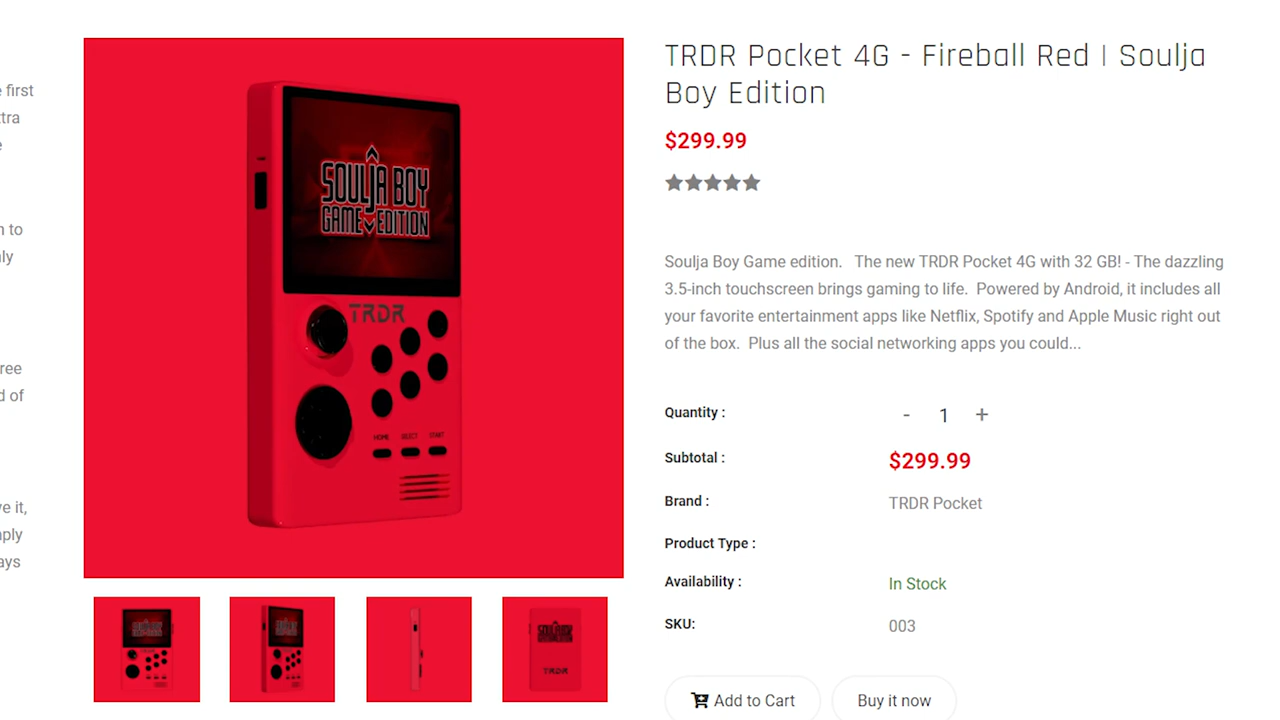 first
tra
e
n to
ly
ree
d of
ve it,
ply
ays
SOULJA BOY
GAME EDITION
TRDR
HOME SELECT START
TRDR
TRDR Pocket 4G - Fireball Red | Soulja
Boy Edition
$299.99
Soulja Boy Game edition.   The new TRDR Pocket 4G with 32 GB! - The dazzling
3.5-inch touchscreen brings gaming to life.  Powered by Android, it includes all
your favorite entertainment apps like Netflix, Spotify and Apple Music right out
of the box.  Plus all the social networking apps you could...
Quantity : - 1 +
Subtotal : $299.99
Brand : TRDR Pocket
Product Type :
Availability : In Stock
SKU: 003
Add to Cart Buy it now